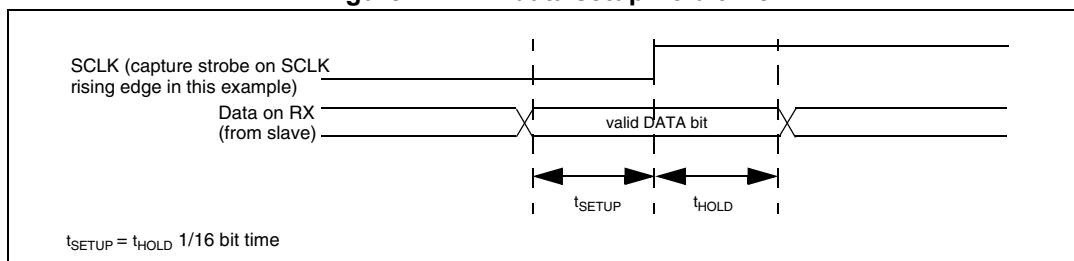 SCLK (capture strobe on SCLK
rising edge in this example)
Data on RX
(from slave)
valid DATA bit
tSETUP
tHOLD
tSETUP = tHOLD 1/16 bit time